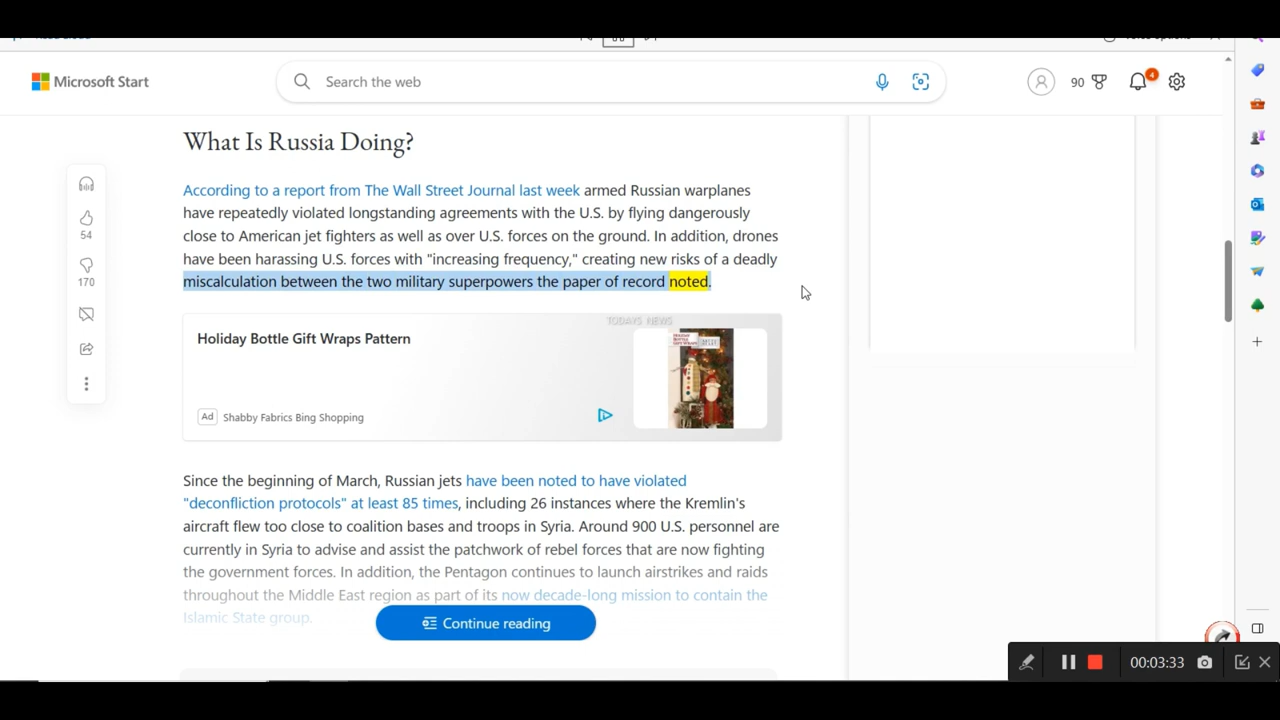 Microsoft Start
Search the web
90
4
What Is Russia Doing?
According to a report from The Wall Street Journal last week armed Russian warplanes
have repeatedly violated longstanding agreements with the U.S. by flying dangerously
close to American jet fighters as well as over U.S. forces on the ground. In addition, drones
have been harassing U.S. forces with "increasing frequency," creating new risks of a deadly
miscalculation between the two military superpowers the paper of record noted.
54
170
TODAYS NEWS
Holiday Bottle Gift Wraps Pattern
Ad Shabby Fabrics Bing Shopping
Since the beginning of March, Russian jets have been noted to have violated
"deconfliction protocols" at least 85 times, including 26 instances where the Kremlin's
aircraft flew too close to coalition bases and troops in Syria. Around 900 U.S. personnel are
currently in Syria to advise and assist the patchwork of rebel forces that are now fighting
the government forces. In addition, the Pentagon continues to launch airstrikes and raids
throughout the Middle East region as part of its now decade-long mission to contain the
Islamic State group.
Continue reading
00:03:33